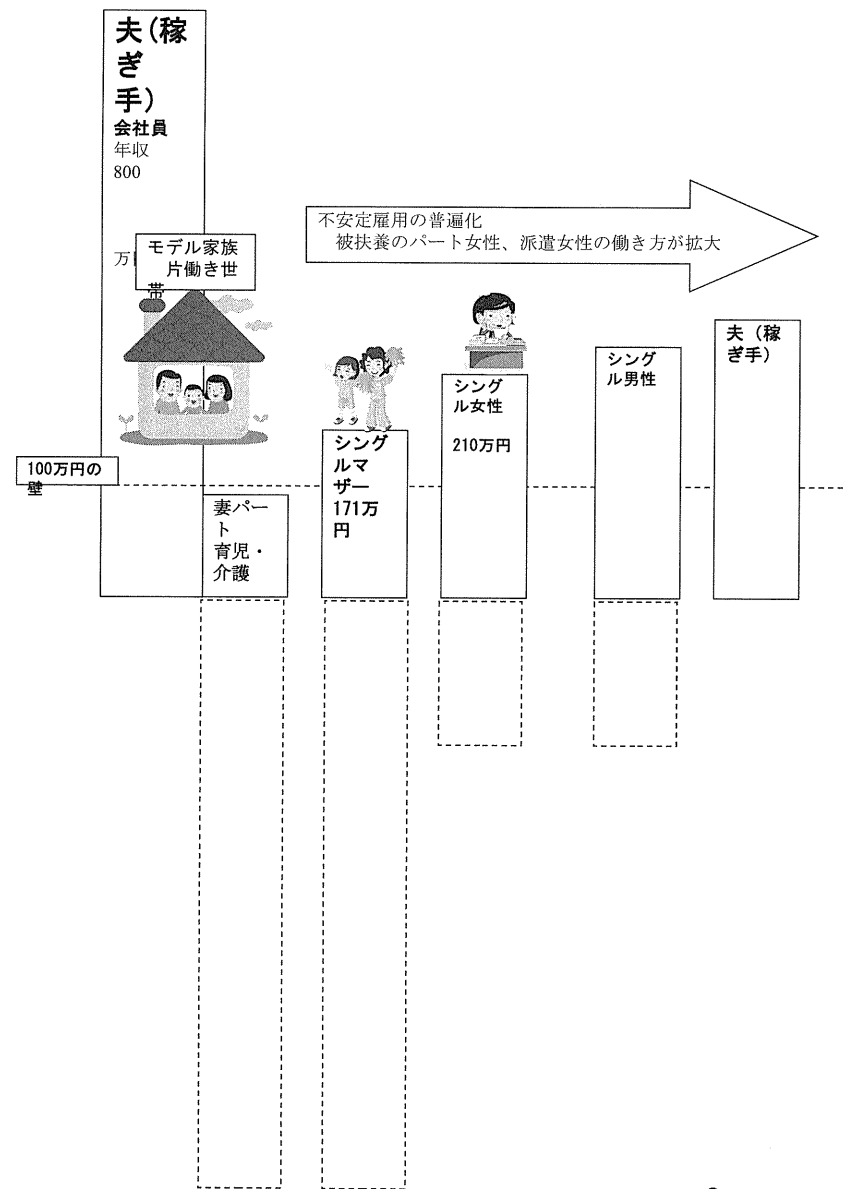 夫（稼
ぎ
手）
会社員
年収
800
万
モデル家族
片働き世
帯
不安定雇用の普遍化
被扶養のパート女性、派遣女性の働き方が拡大
100万円の
壁
妻パー
ト
育児・
介護
シング
ルマ
ザー
171万
円
シング
ル女性
210万円
シング
ル男性
夫（稼
ぎ手）